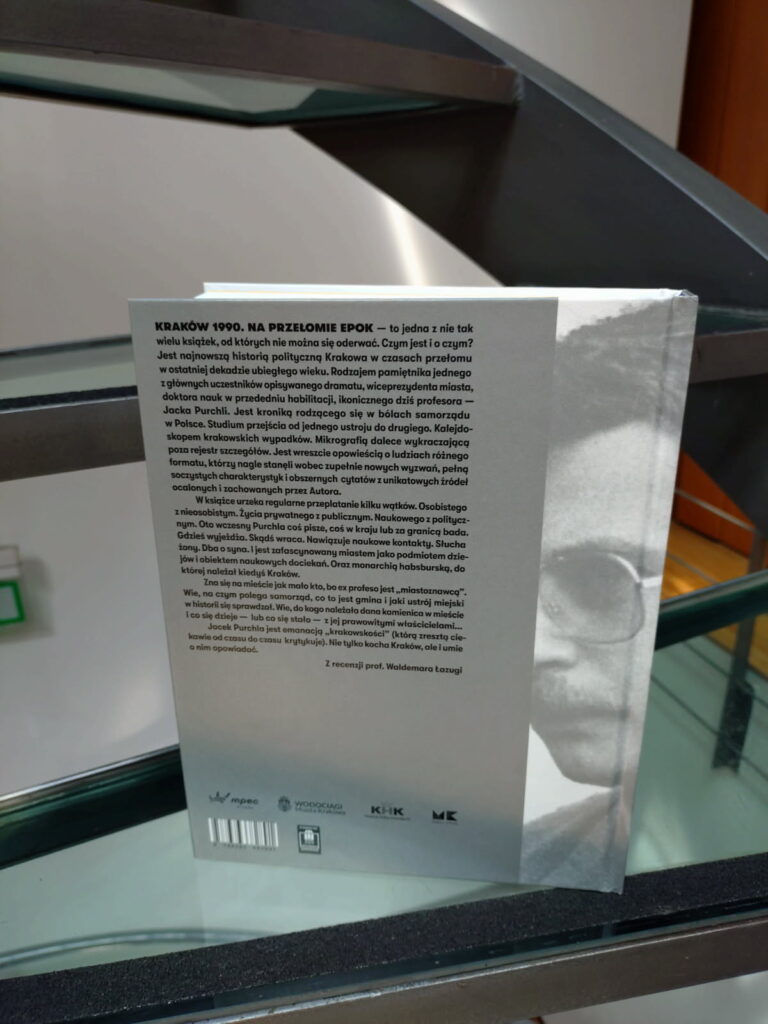 KRAKÓW 1990. NA PRZEŁOMIE EPOK — to jedna z nie tak
wielu książek, od których nie można się oderwać. Czym jest i o czym?
Jest najnowszą historią polityczną Krakowa w czasach przełomu
w ostatniej dekadzie ubiegłego wieku. Rodzajem pamiętnika jednego
z głównych uczestników opisywanego dramatu, wiceprezydenta miasta,
doktora nauk w przededniu habilitacji, ikonicznego dziś profesora —
Jacka Purchli. Jest kroniką rodzącego się w bólach samorządu
w Polsce. Studium przejścia od jednego ustroju do drugiego. Kalejdo-
skopem krakowskich wypadków. Mikrografią dalece wykraczającą
poza rejestr szczegółów. Jest wreszcie opowieścią o ludziach różnego
formatu, którzy nagle stanęli wobec zupełnie nowych wyzwań, pełną
soczystych charakterystyk i obszernych cytatów z unikatowych źródeł
ocalonych i zachowanych przez Autora.
W książce urzeka regularne przeplatanie kilku wątków. Osobistego
z nieosobistym. Życia prywatnego z publicznym. Naukowego z politycz-
nym. Oto wczesny Purchla coś pisze, coś w kraju lub za granicą bada.
Gdzieś wyjeżdża. Skądś wraca. Nawiązuje naukowe kontakty. Słucha
żony. Dba o syna. I jest zafascynowany miastem jako podmiotem dzie-
jów i obiektem naukowych dociekań. Oraz monarchią habsburską, do
której należał kiedyś Kraków.
Zna się na mieście jak mało kto, bo ex professo jest „miastoznawcą".
Wie, na czym polega samorząd, co to jest gmina i jaki ustrój miejski
w historii się sprawdzał. Wie, do kogo należała dana kamienica w mieście
i co się dzieje — lub co się stało — z jej prawowitymi właścicielami...
Jacek Purchla jest emanacją „krakowskości" (którą zresztą cie-
kawie od czasu do czasu krytykuje). Nie tylko kocha Kraków, ale i umie
o nim opowiadać.
Z recenzji prof. Waldemara Łazugi
mpec
WODOCIĄGI
Miasta Krakowa
KHK
MK